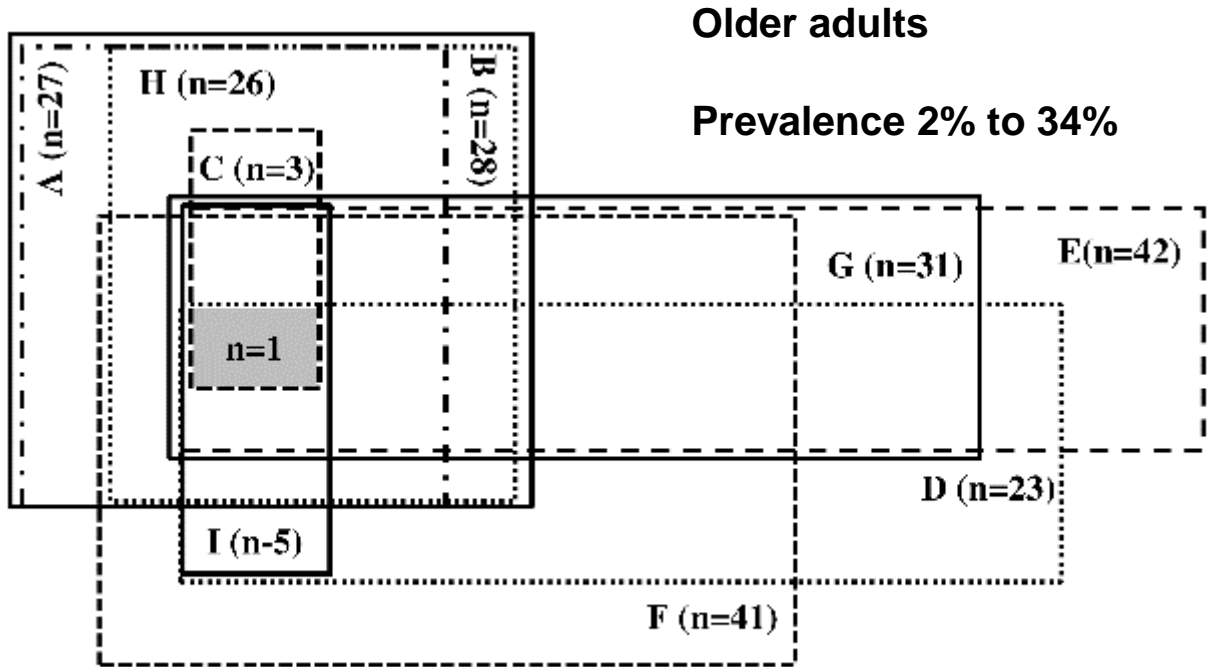 Older adults
Prevalence 2% to 34%
A (n=27)
H (n=26)
B (n=28)
C (n=3)
G (n=31)
E(n=42)
n=1
D (n=23)
I (n-5)
F (n=41)